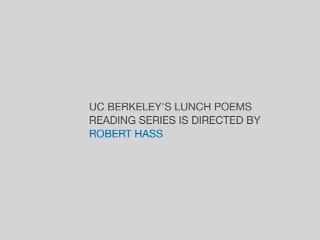 UC BERKELEY'S LUNCH POEMS
READING SERIES IS DIRECTED BY
ROBERT HASS